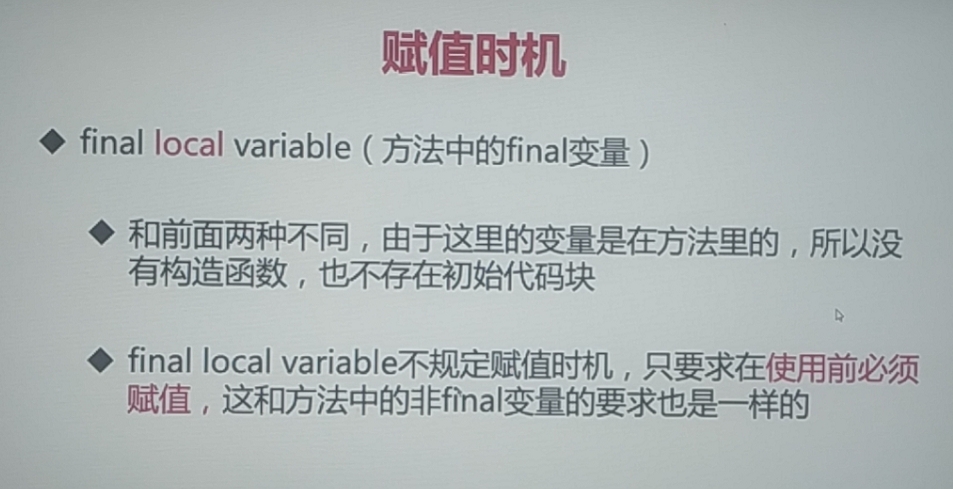 赋值时机
◆ final local variable（方法中的final变量）
◆ 和前面两种不同，由于这里的变量是在方法里的，所以没
有构造函数，也不存在初始代码块
◆ final local variable不规定赋值时机，只要求在使用前必须
赋值，这和方法中的非final变量的要求也是一样的